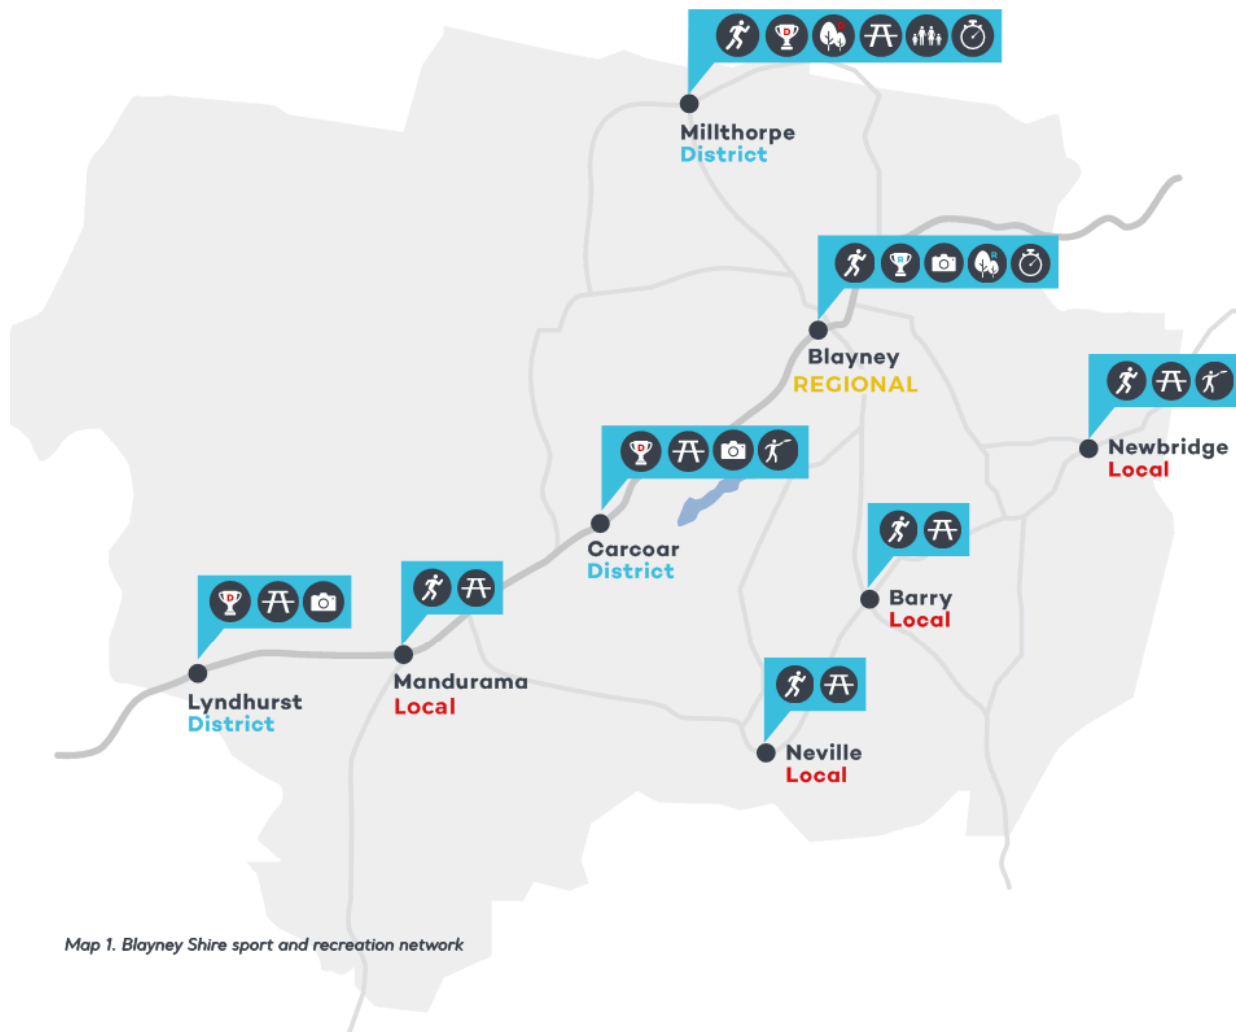 D
D
Millthorpe
District
R
R
Blayney
REGIONAL
Newbridge
Local
D
Carcoar
District
Barry
Local
D
Mandurama
Local
Lyndhurst
District
Neville
Local
Map 1. Blayney Shire sport and recreation network